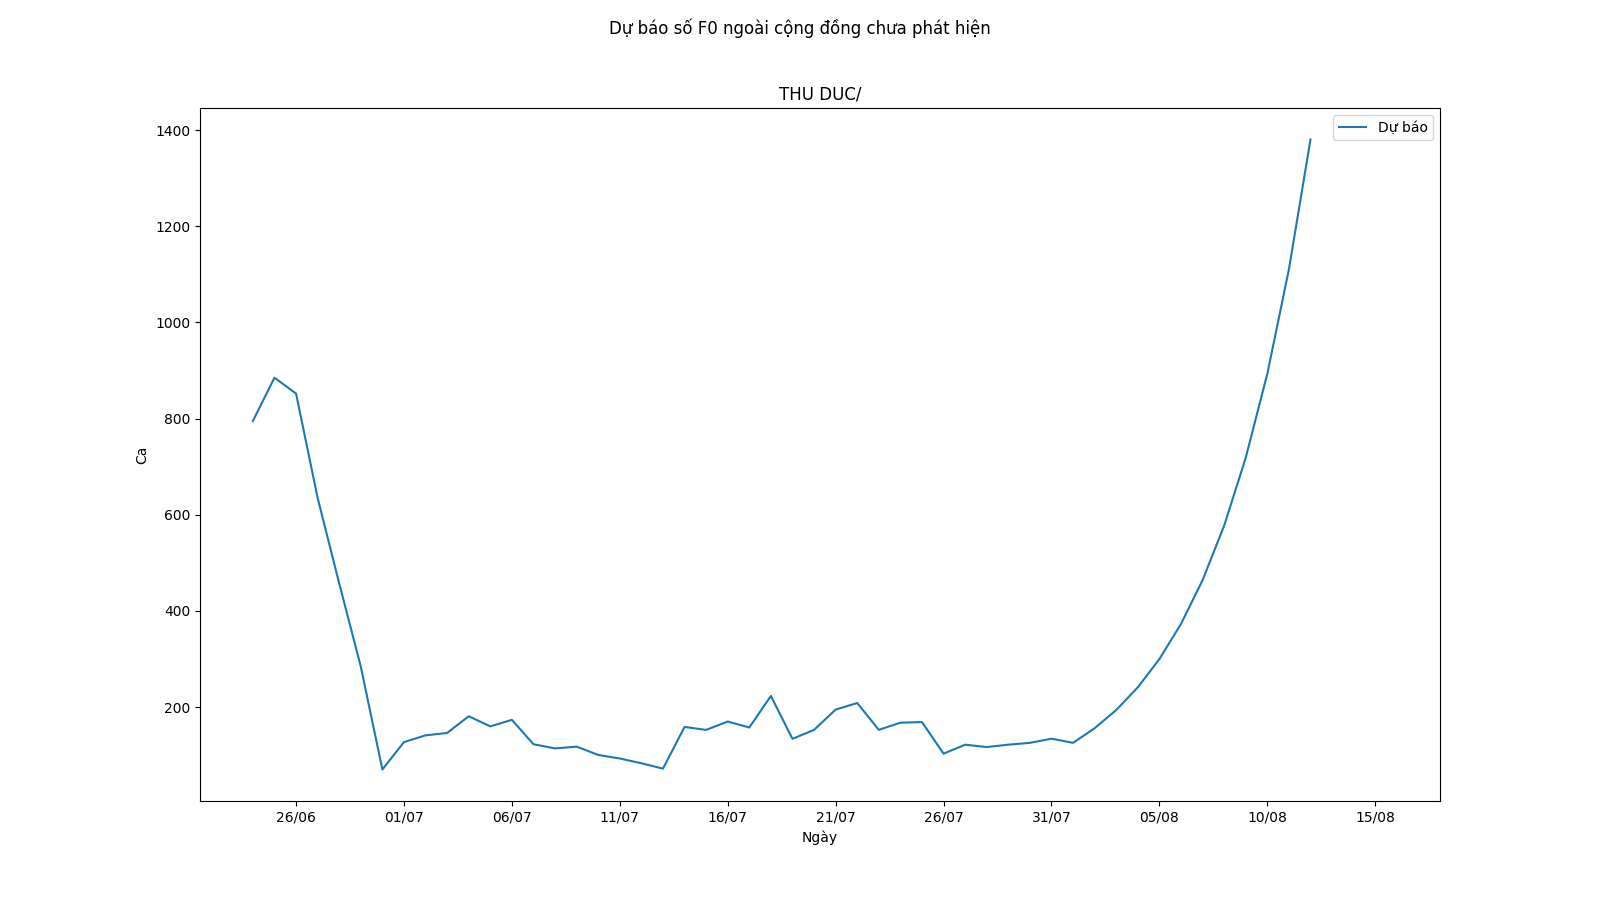 Dự báo số F0 ngoài cộng đồng chưa phát hiện
THU DUC/
Dự báo
1400
1200
1000
800
600
400
200
Ca
26/06 01/07 06/07 11/07 16/07 21/07 26/07 31/07 05/08 10/08 15/08
Ngày